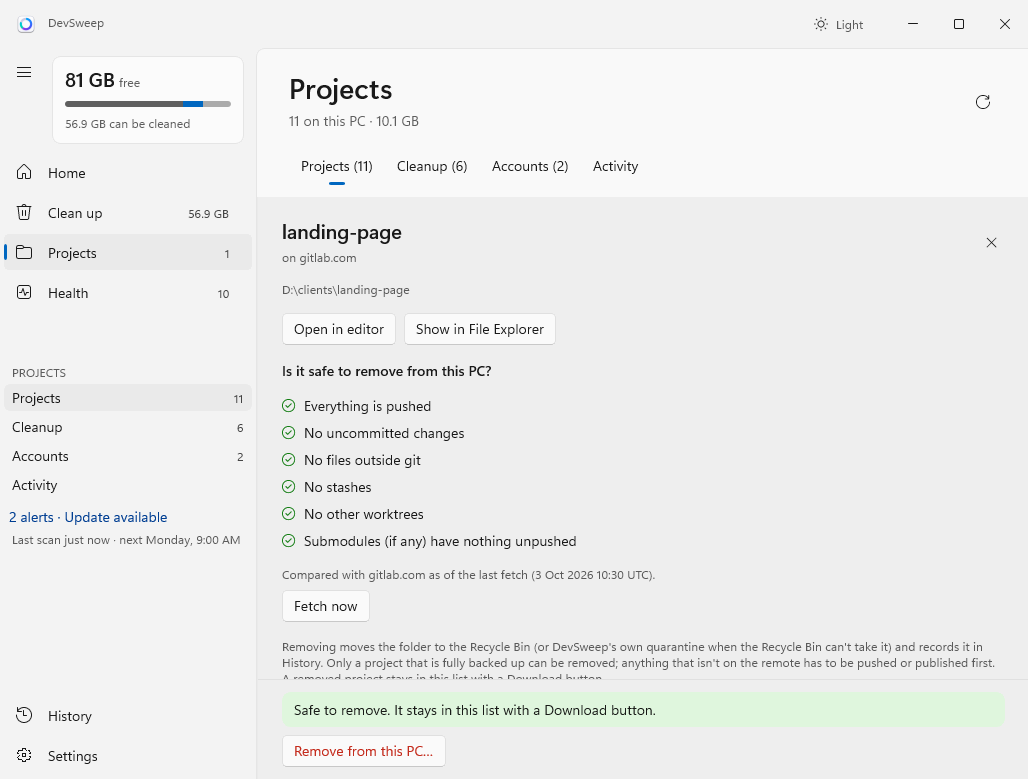 DevSweep
Light
81 GB free
56.9 GB can be cleaned
Home
Clean up 56.9 GB
Projects 1
Health 10
PROJECTS
Projects 11
Cleanup 6
Accounts 2
Activity
2 alerts · Update available
Last scan just now · next Monday, 9:00 AM
History
Settings
Projects
11 on this PC · 10.1 GB
Projects (11) Cleanup (6) Accounts (2) Activity
landing-page
on gitlab.com
D:\clients\landing-page
Open in editor Show in File Explorer
Is it safe to remove from this PC?
Everything is pushed
No uncommitted changes
No files outside git
No stashes
No other worktrees
Submodules (if any) have nothing unpushed
Compared with gitlab.com as of the last fetch (3 Oct 2026 10:30 UTC).
Fetch now
Removing moves the folder to the Recycle Bin (or DevSweep's own quarantine when the Recycle Bin can't take it) and records it in
History. Only a project that is fully backed up can be removed; anything that isn't on the remote has to be pushed or published first.
A removed project stays in this list with a Download button.
Safe to remove. It stays in this list with a Download button.
Remove from this PC...